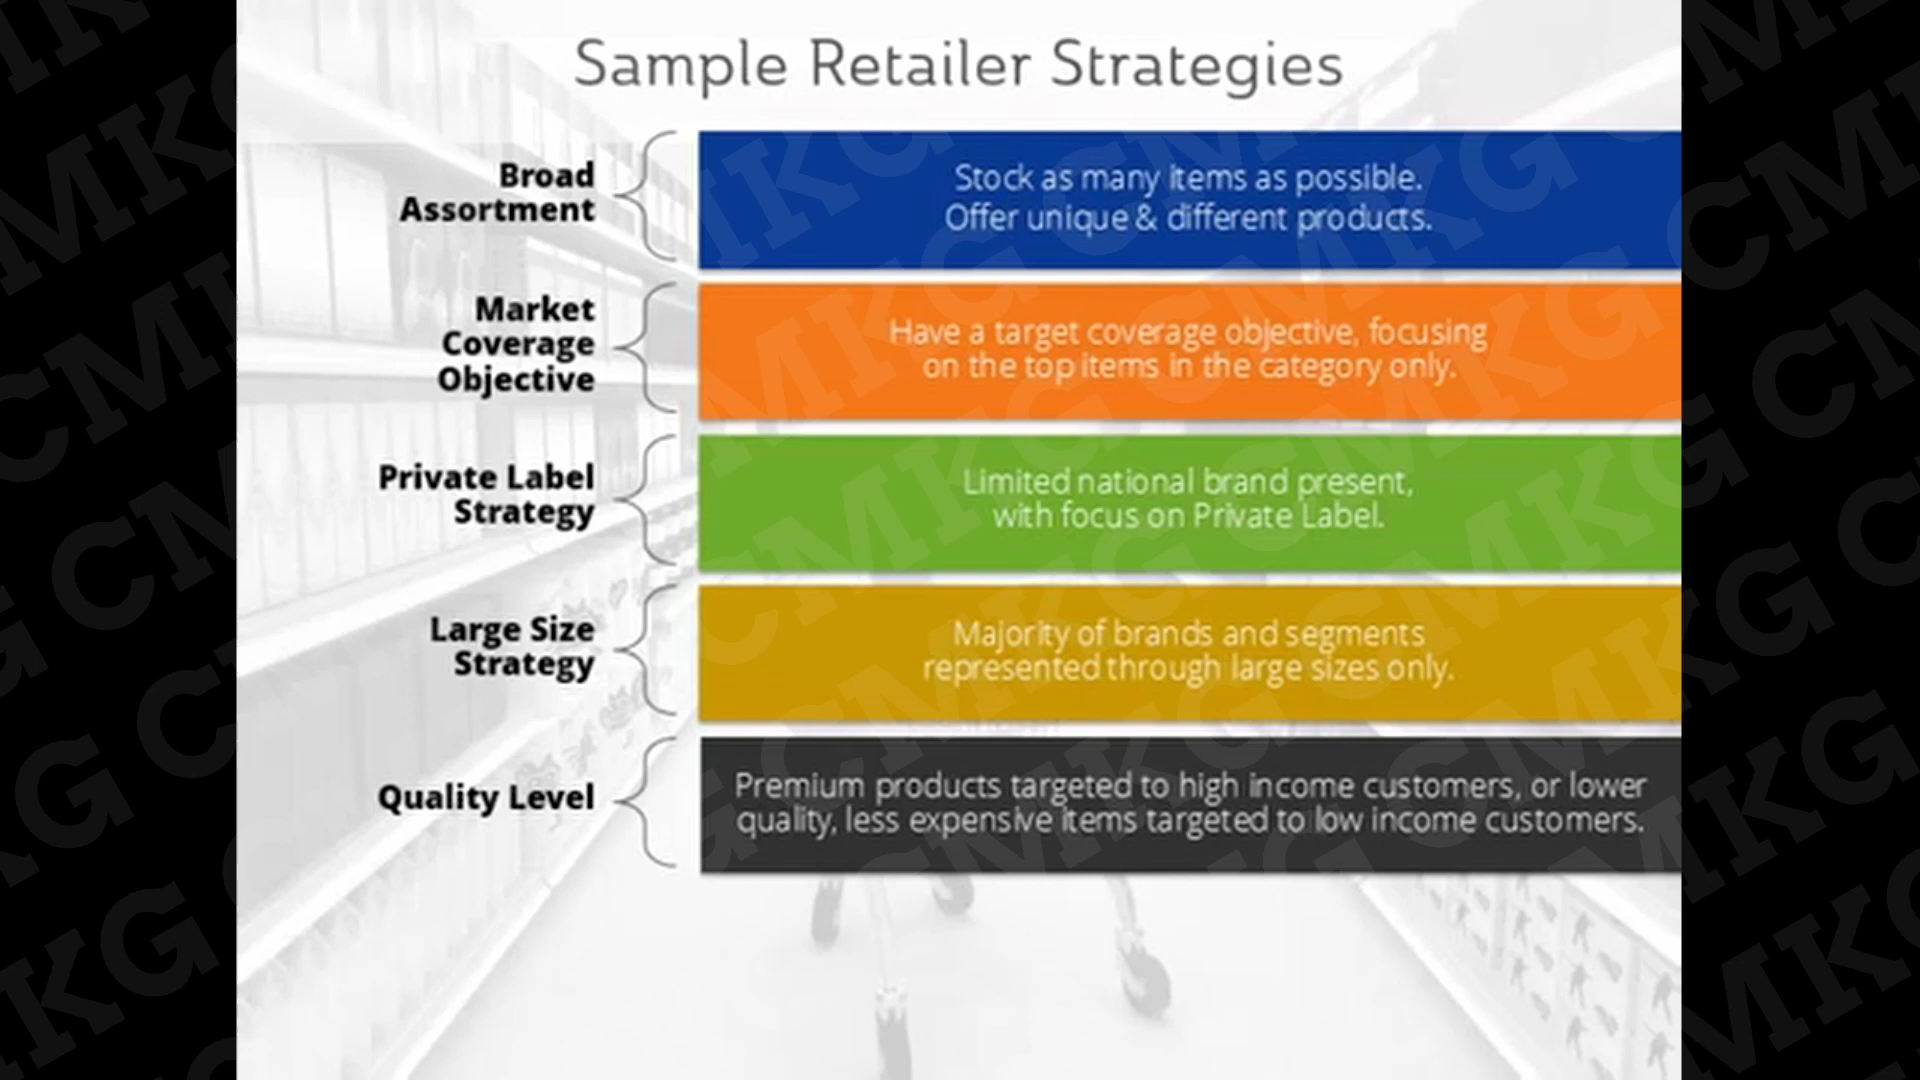 Sample Retailer Strategies
Broad
Assortment
Stock as many items as possible.
Offer unique & different products.
Market
Coverage
Objective
Have a target coverage objective, focusing
on the top items in the category only.
Private Label
Strategy
Limited national brand present,
with focus on Private Label.
Large Size
Strategy
Majority of brands and segments
represented through large sizes only.
Quality Level
Premium products targeted to high income customers, or lower
quality, less expensive items targeted to low income customers.
CMKG